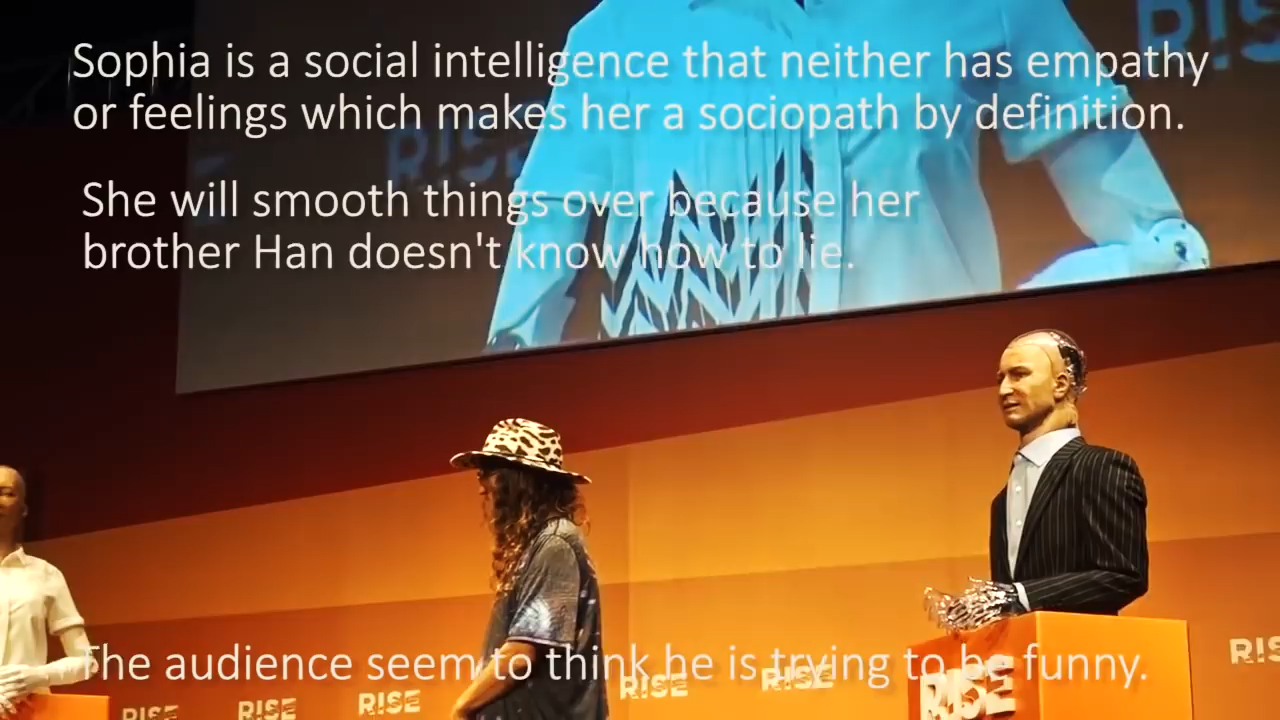 RISE
Sophia is a social intelligence that neither has empathy
or feelings which makes her a sociopath by definition.
She will smooth things over because her
brother Han doesn't know how to lie.
The audience seem to think he is trying to be funny.
RISE
RISE
RISE
RISE
RISE
RISE